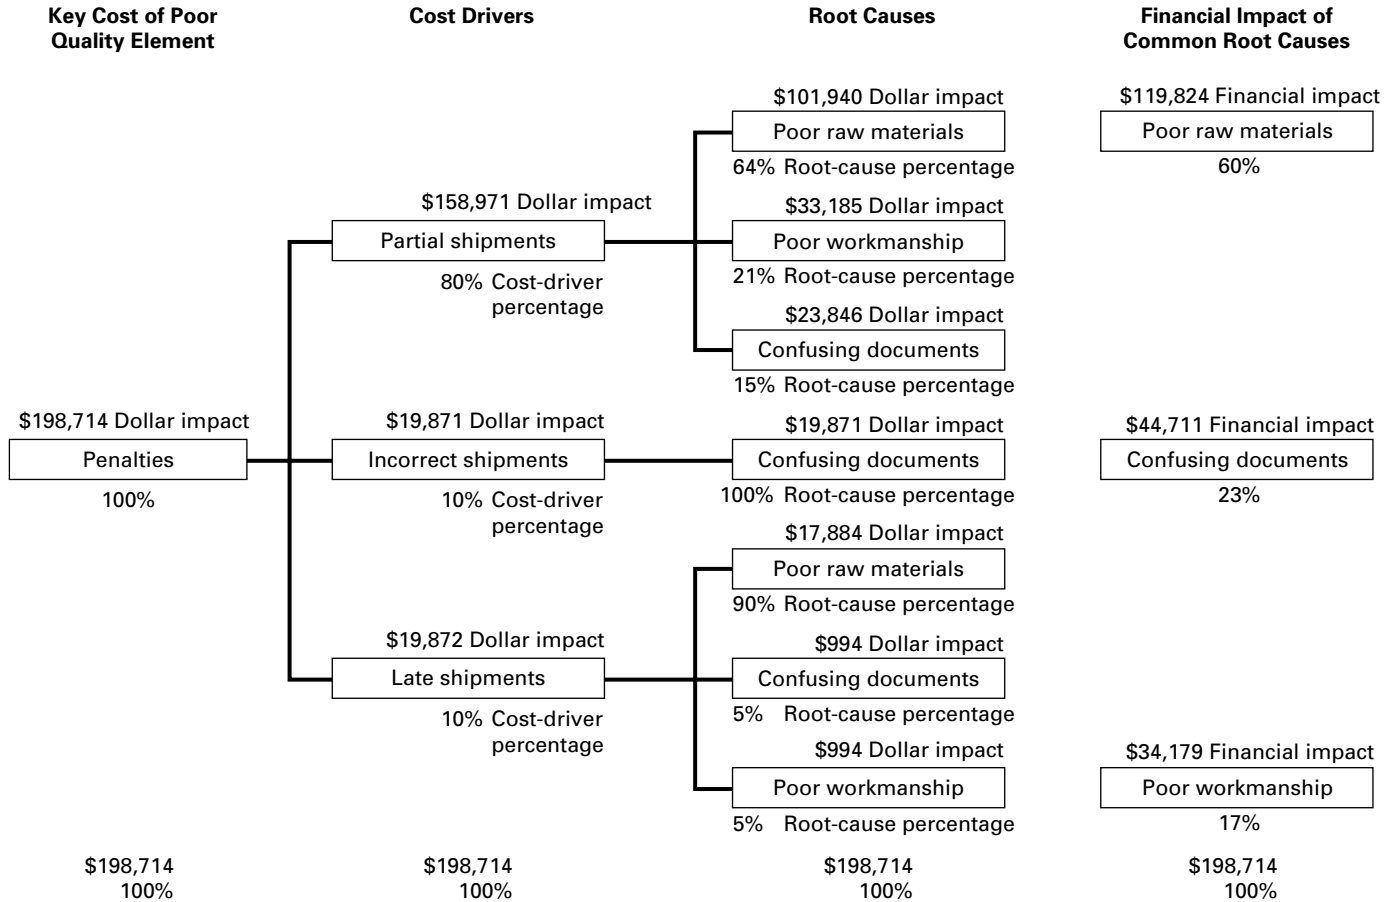 Key Cost of Poor
Quality Element
Cost Drivers
Root Causes
Financial Impact of
Common Root Causes
$101,940 Dollar impact
Poor raw materials
64% Root-cause percentage
$119,824 Financial impact
Poor raw materials
60%
$158,971 Dollar impact
Partial shipments
80% Cost-driver
percentage
$33,185 Dollar impact
Poor workmanship
21% Root-cause percentage
$23,846 Dollar impact
Confusing documents
15% Root-cause percentage
$198,714 Dollar impact
Penalties
100%
$19,871 Dollar impact
Incorrect shipments
10% Cost-driver
percentage
$19,871 Dollar impact
Confusing documents
100% Root-cause percentage
$44,711 Financial impact
Confusing documents
23%
$17,884 Dollar impact
Poor raw materials
90% Root-cause percentage
$19,872 Dollar impact
Late shipments
10% Cost-driver
percentage
$994 Dollar impact
Confusing documents
5% Root-cause percentage
$994 Dollar impact
Poor workmanship
5% Root-cause percentage
$34,179 Financial impact
Poor workmanship
17%
$198,714
100%
$198,714
100%
$198,714
100%
$198,714
100%